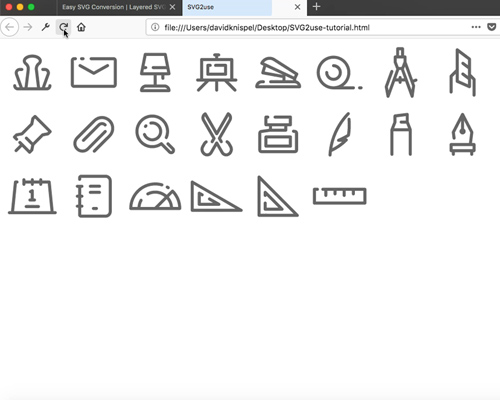 Easy SVG Conversion | Layered SVG
SVG2use
file:///Users/davidknispel/Desktop/SVG2use-tutorial.html
1